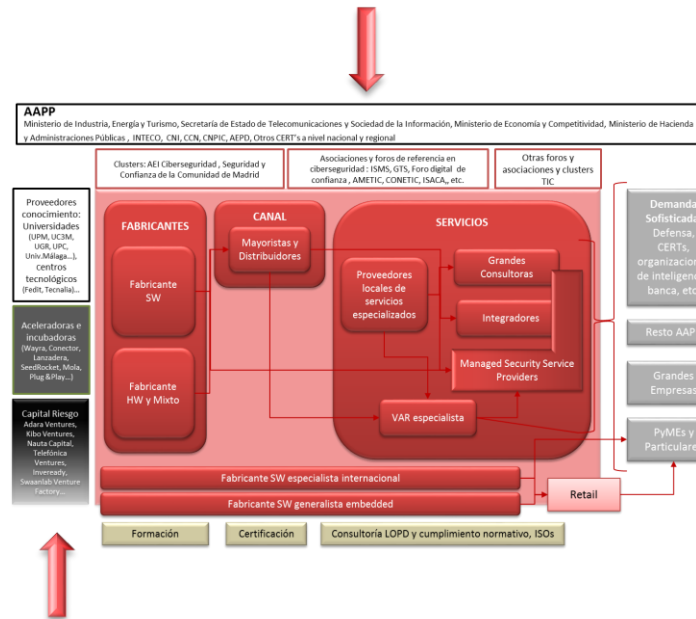 AAPP
Ministerio de Industria, Energía y Turismo, Secretaría de Estado de Telecomunicaciones y Sociedad de la Información, Ministerio de Economía y Competitividad, Ministerio de Hacienda
y Administraciones Públicas , INTECO, CNI, CCN, CNPIC, AEPD, Otros CERT's a nivel nacional y regional
Clusters: AEI Ciberseguridad , Seguridad y
Confianza de la Comunidad de Madrid
Asociaciones y foros de referencia en
ciberseguridad : ISMS, GTS, Foro digital de
confianza , AMETIC, CONETIC, ISACA,, etc.
Otras foros y
asociaciones y clusters
TIC
Proveedores
conocimiento:
Universidades
(UPM, UC3M,
UGR, UPC,
Univ.Málaga...),
centros
tecnológicos
(Fedit, Tecnalia)...
Aceleradoras e
incubadoras
(Wayra, Conector,
Lanzadera,
SeedRocket, Mola,
Plug &Play...)
Capital Riesgo
Adara Ventures,
Kibo Ventures,
Nauta Capital,
Telefónica
Ventures,
Inveready,
Swaanlab Venture
Factory...
FABRICANTES
Fabricante
SW
Fabricante
HW y Mixto
CANAL
Mayoristas y
Distribuidores
SERVICIOS
Proveedores
locales de
servicios
especializados
Grandes
Consultoras
Integradores
Managed Security Service
Providers
VAR especialista
Demanda
Sofisticada
Defensa,
CERTs,
organizacion
de inteligenc
banca, etc
Resto AAP
Grandes
Empresas
PyMEs y
Particulare
Fabricante SW especialista internacional
Fabricante SW generalista embedded
Retail
Formación
Certificación
Consultoría LOPD y cumplimiento normativo, ISOs